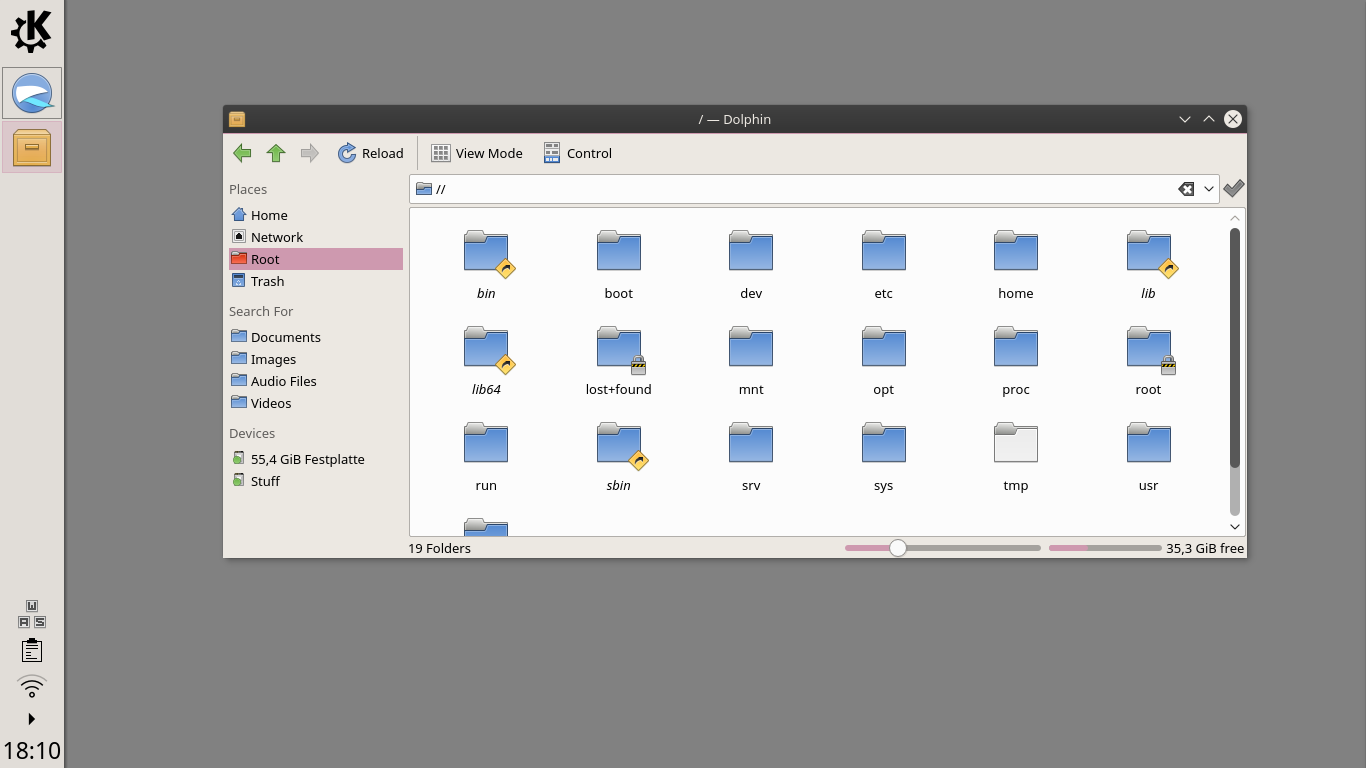 / — Dolphin
Reload View Mode Control
Places
//
Home
Network
Root
Trash
Search For
Documents
Images
Audio Files
Videos
Devices
55,4 GiB Festplatte
Stuff
bin boot dev etc home lib
lib64 lost+found mnt opt proc root
run sbin srv sys tmp usr
19 Folders 35,3 GiB free
W
A S
18:10